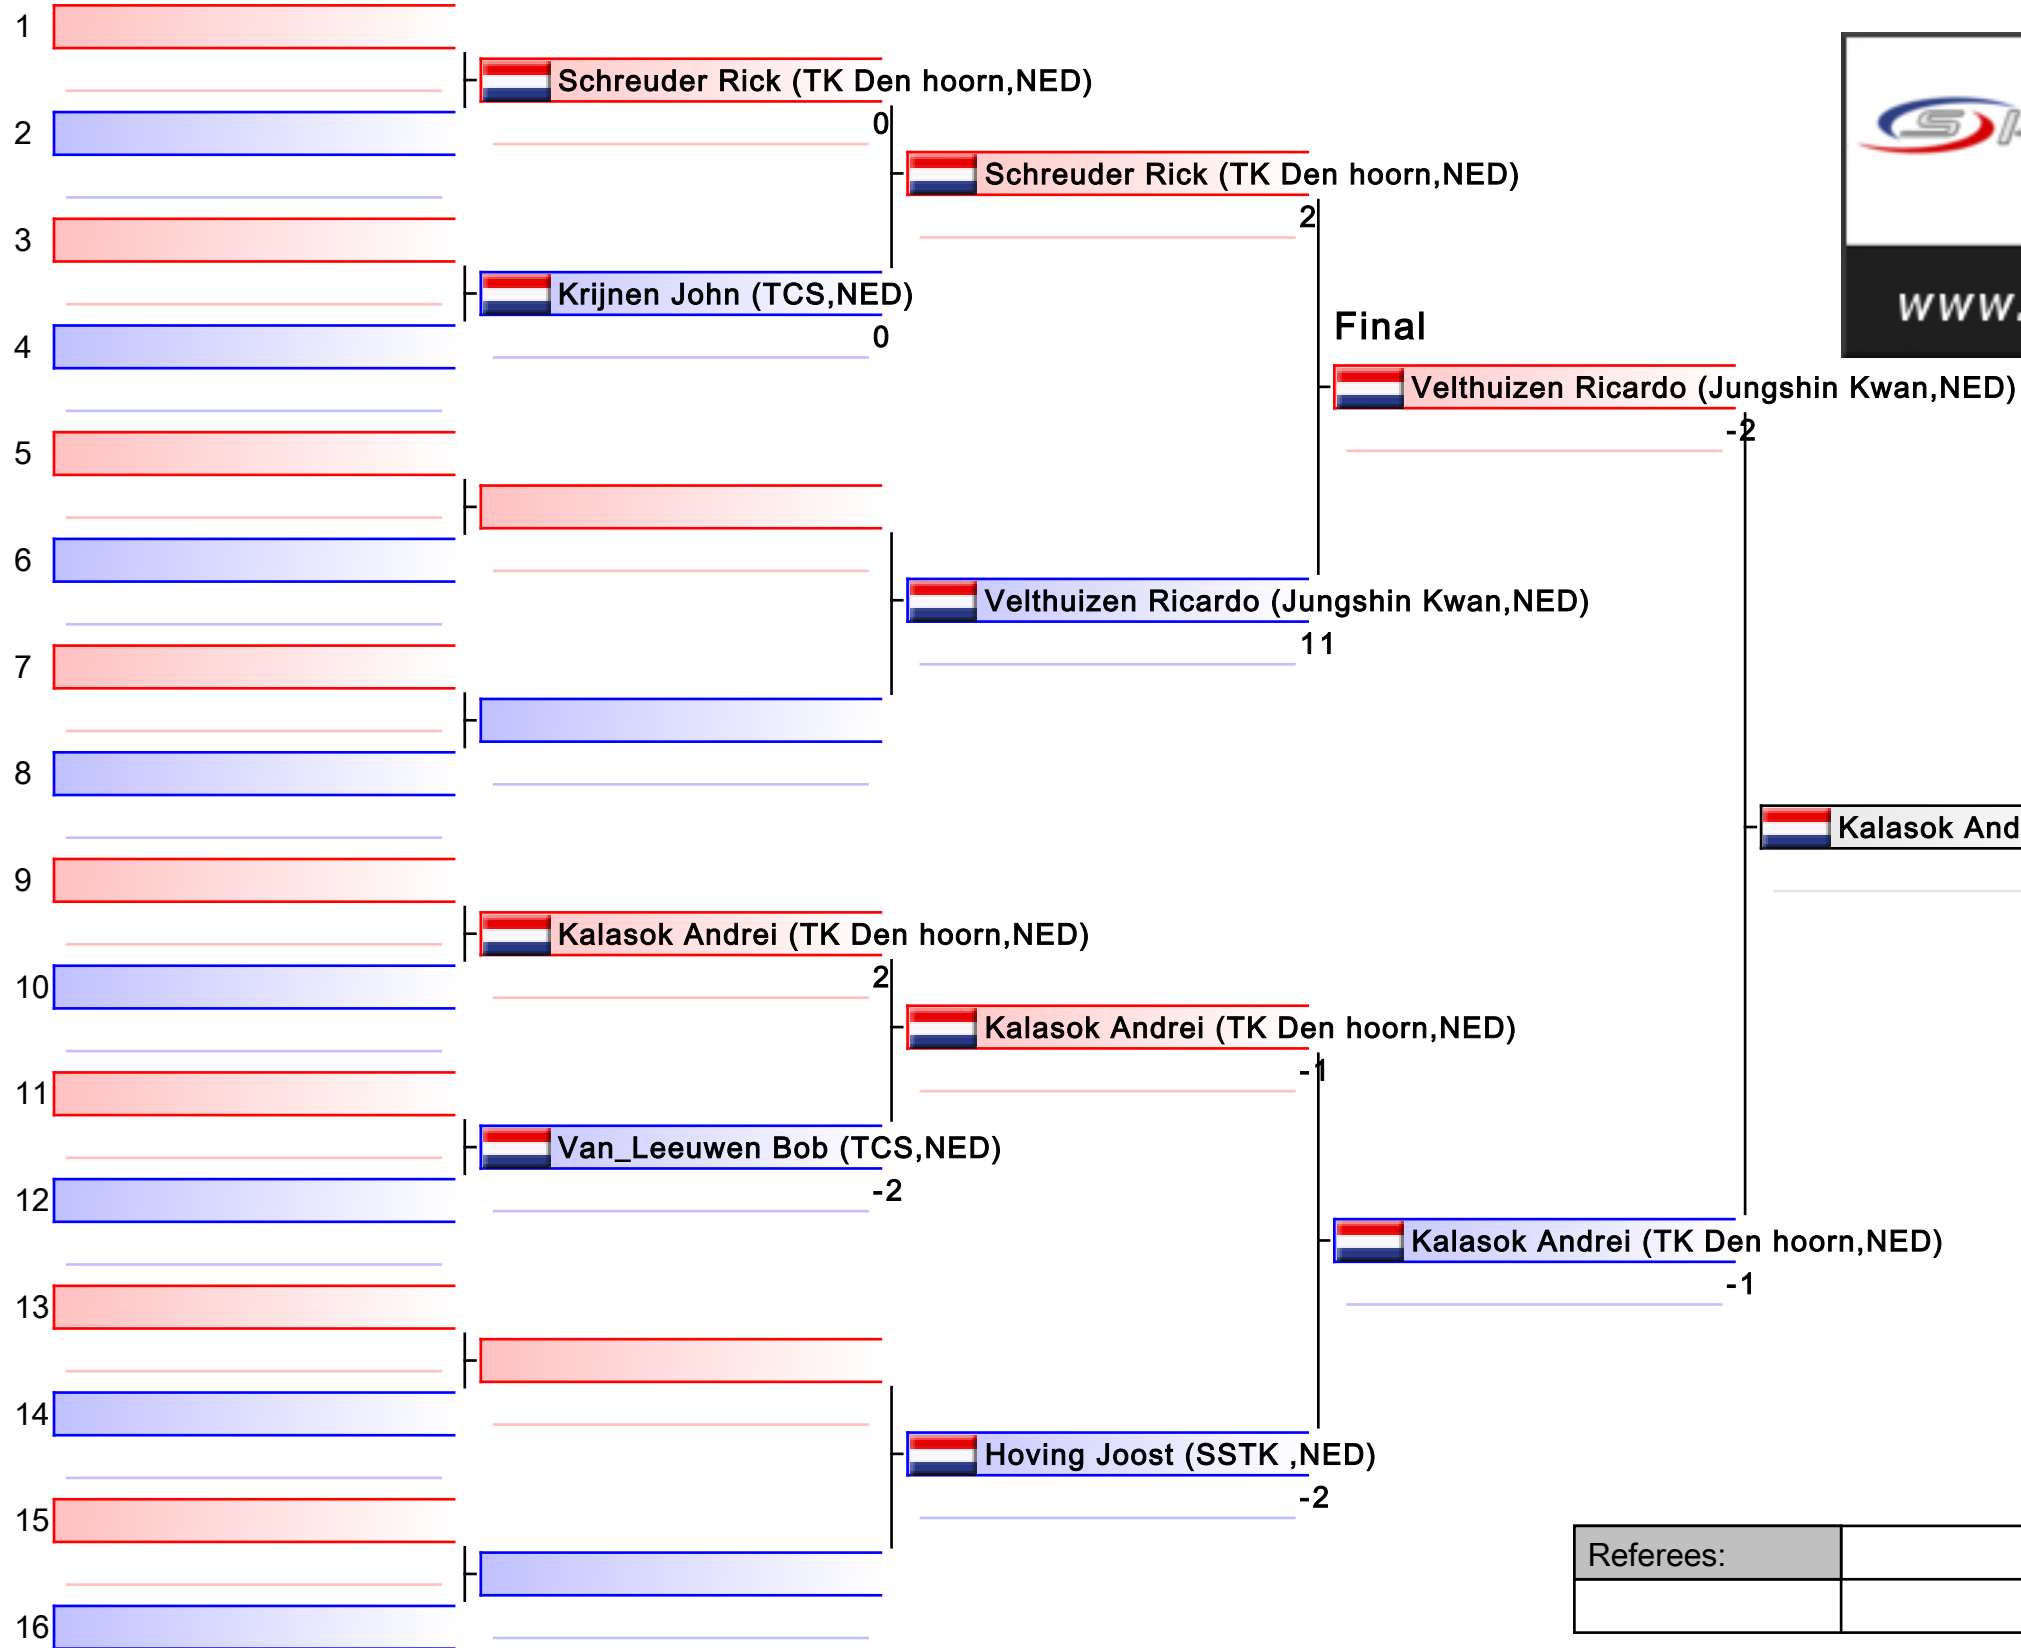 1
Schreuder Rick (TK Den hoorn,NED)
0
2
Schreuder Rick (TK Den hoorn,NED)
2
3
Krijnen John (TCS,NED)
0
4
Final
www.
Velthuizen Ricardo (Jungshin Kwan,NED)
-2
5
6
Velthuizen Ricardo (Jungshin Kwan,NED)
11
7
8
Kalasok And
9
Kalasok Andrei (TK Den hoorn,NED)
2
10
Kalasok Andrei (TK Den hoorn,NED)
-1
11
Van_Leeuwen Bob (TCS,NED)
-2
12
Kalasok Andrei (TK Den hoorn,NED)
-1
13
14
Hoving Joost (SSTK ,NED)
-2
15
Referees:
16